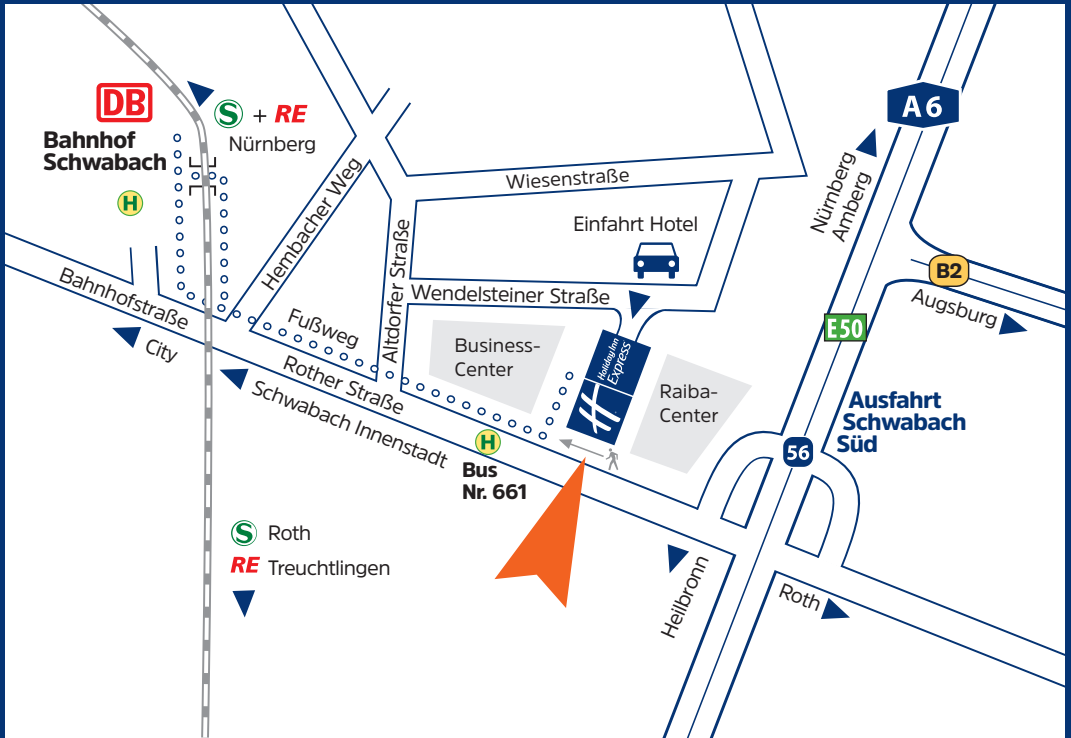 DB
Bahnhof
Schwabach
H
S + RE
Nürnberg
Hembacher Weg
Wiesenstraße
Einfahrt Hotel
Altdorfer Straße
Wendelsteiner Straße
Nürnberg
Amberg
A 6
B2
Augsburg
E50
Bahnhofstraße
City
Fußweg
Rother Straße
Schwabach Innenstadt
Business-
Center
Holiday Inn
Express
H
Raiba-
Center
Ausfahrt
Schwabach
Süd
56
H
Bus
Nr. 661
S Roth
RE Treuchtlingen
Heilbronn
Roth